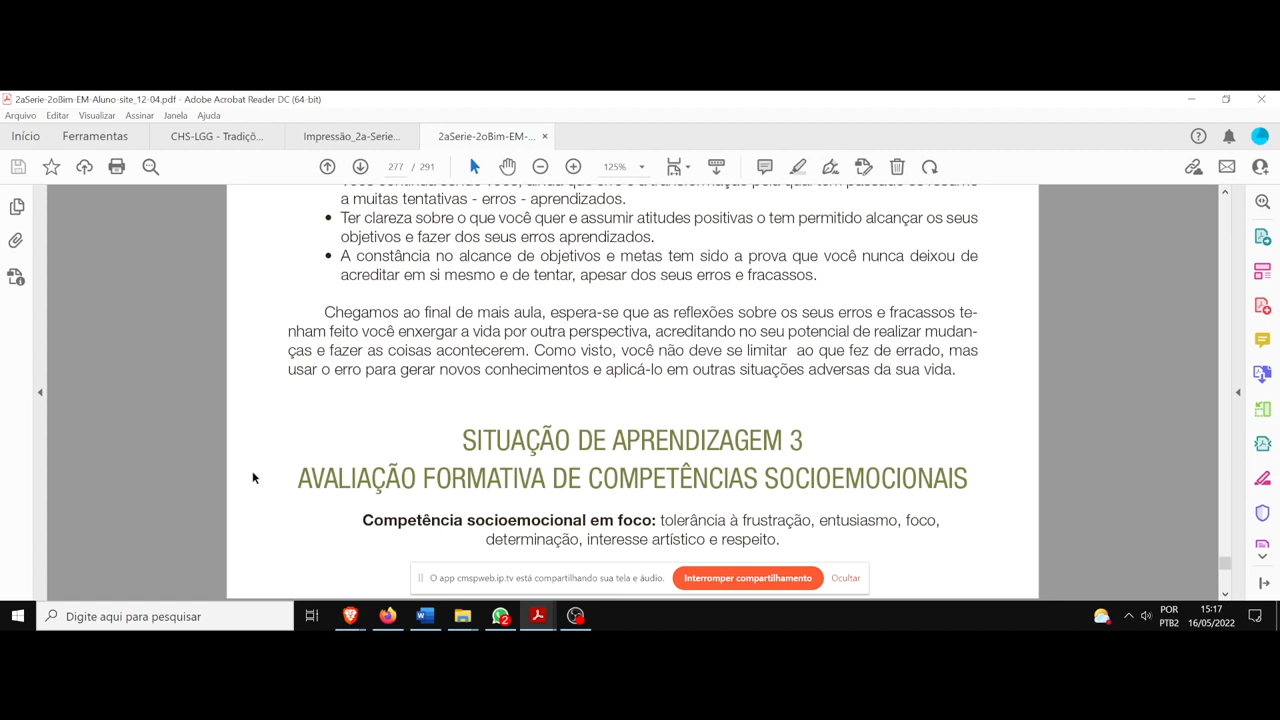 2aSerie-2oBim-EM-Aluno-site_12-04.pdf - Adobe Acrobat Reader DC (64-bit)
Arquivo Editar Visualizar Assinar Janela Ajuda
Início Ferramentas CHS-LGG - Tradiçõ... Impressão_2a-Serie... 2aSerie-2oBim-EM-... ×
277 / 291 125%
a muitas tentativas - erros - aprendizados.
• Ter clareza sobre o que você quer e assumir atitudes positivas o tem permitido alcançar os seus
objetivos e fazer dos seus erros aprendizados.
• A constância no alcance de objetivos e metas tem sido a prova que você nunca deixou de
acreditar em si mesmo e de tentar, apesar dos seus erros e fracassos.
Chegamos ao final de mais aula, espera-se que as reflexões sobre os seus erros e fracassos te-
nham feito você enxergar a vida por outra perspectiva, acreditando no seu potencial de realizar mudan-
ças e fazer as coisas acontecerem. Como visto, você não deve se limitar ao que fez de errado, mas
usar o erro para gerar novos conhecimentos e aplicá-lo em outras situações adversas da sua vida.
SITUAÇÃO DE APRENDIZAGEM 3
AVALIAÇÃO FORMATIVA DE COMPETÊNCIAS SOCIOEMOCIONAIS
Competência socioemocional em foco: tolerância à frustração, entusiasmo, foco,
determinação, interesse artístico e respeito.
O app cmspweb.ip.tv está compartilhando sua tela e áudio. Interromper compartilhamento Ocultar
Digite aqui para pesquisar
2
POR 15:17
PTB2 16/05/2022